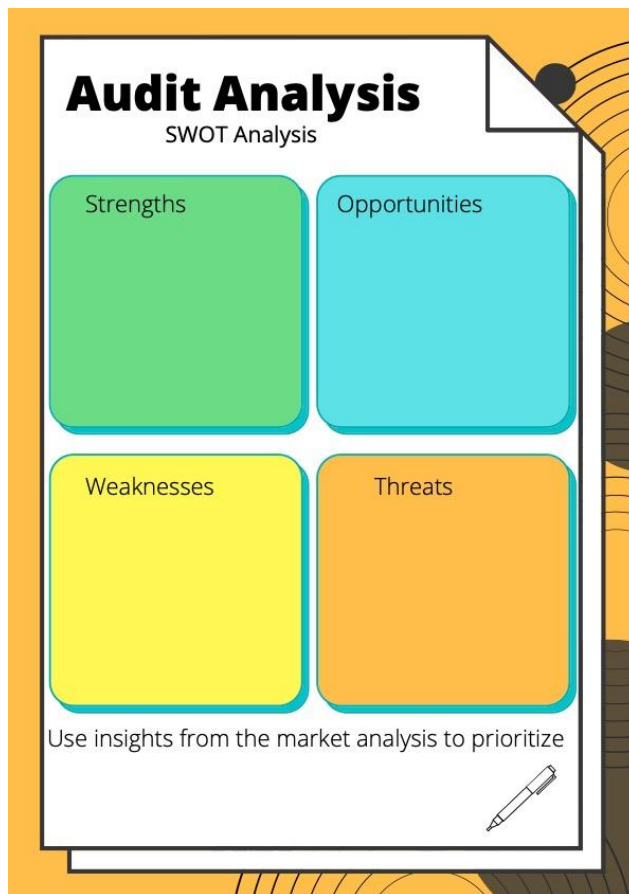 Audit Analysis
SWOT Analysis
Strengths
Opportunities
Weaknesses
Threats
Use insights from the market analysis to prioritize